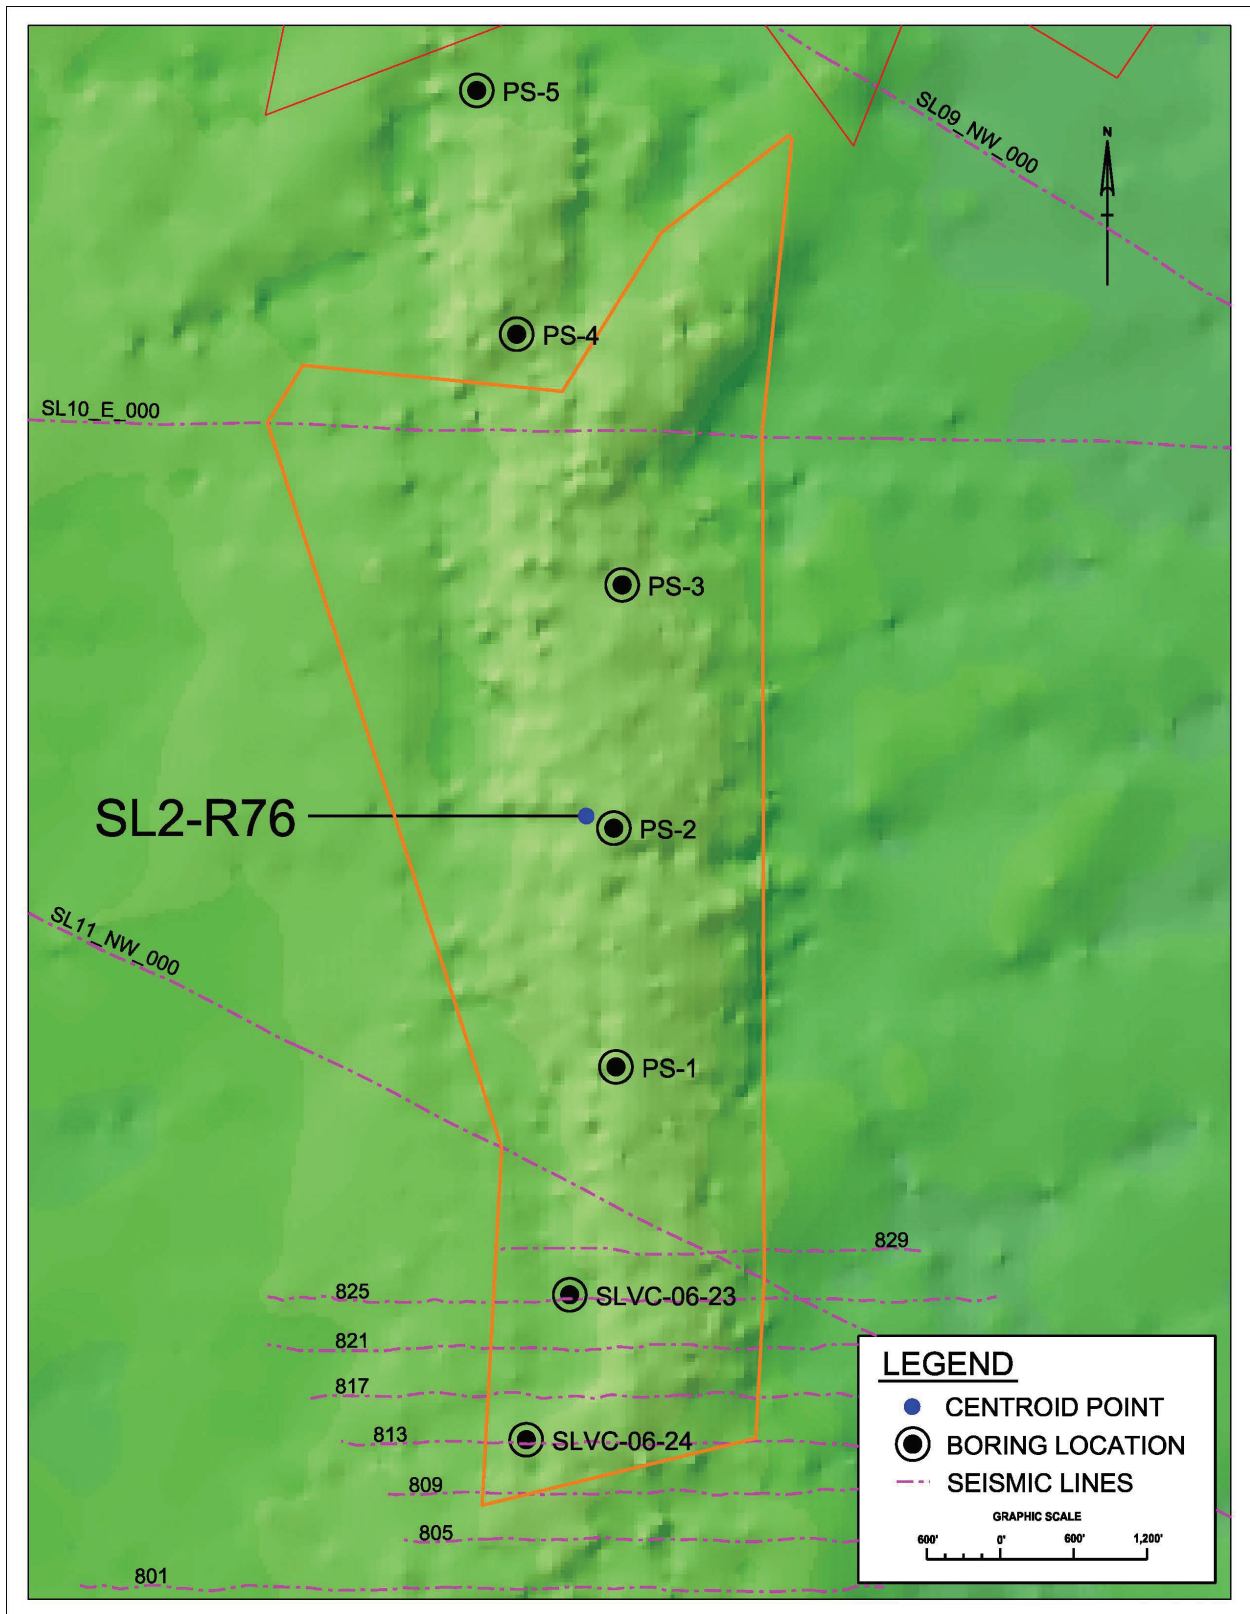 PS-5
SL09_NW_000
N
PS-4
SL10_E_000
PS-3
SL2-R76
PS-2
SL11_NW_000
PS-1
829
825
SLVC-06-23
821
817
813
SLVC-06-24
809
805
801
LEGEND
CENTROID POINT
BORING LOCATION
SEISMIC LINES
GRAPHIC SCALE
600' 0' 600' 1,200'